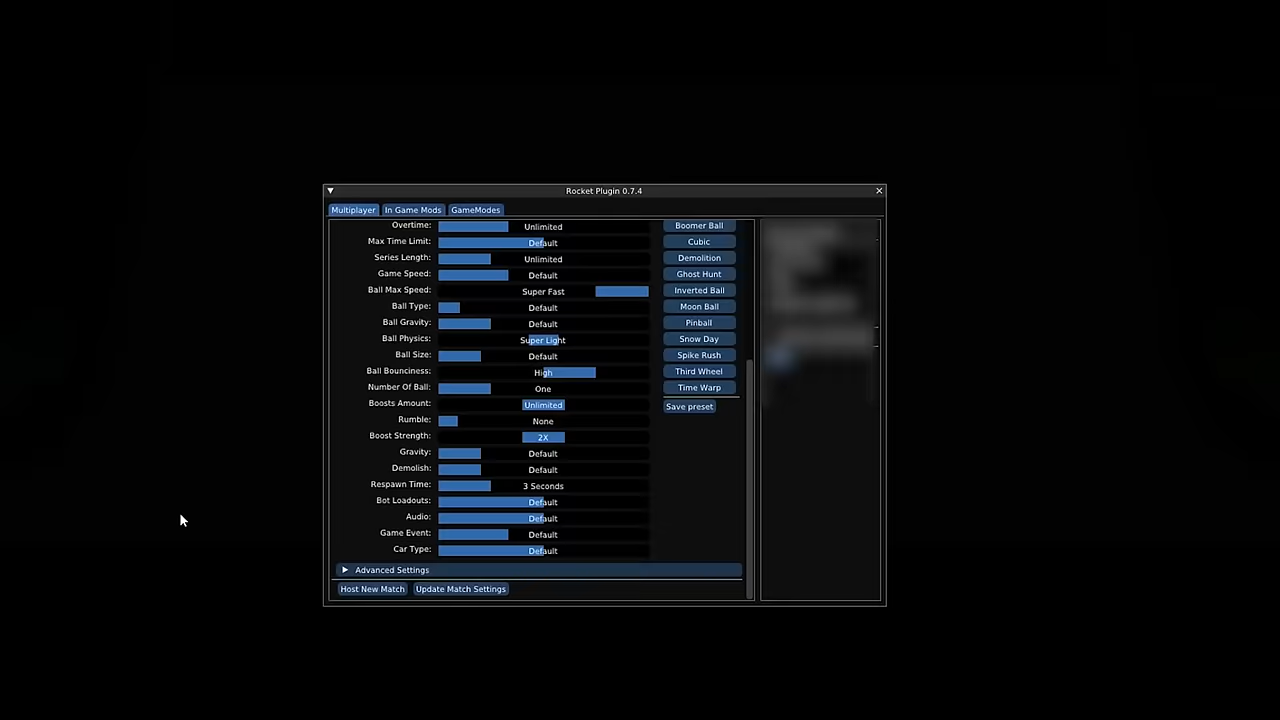 Rocket Plugin 0.7.4
Multiplayer In Game Mods GameModes
Overtime: Unlimited Boomer Ball
Max Time Limit: Default Cubic
Series Length: Unlimited Demolition
Game Speed: Default Ghost Hunt
Ball Max Speed: Super Fast Inverted Ball
Ball Type: Default Moon Ball
Ball Gravity: Default Pinball
Ball Physics: Super Light Snow Day
Ball Size: Default Spike Rush
Ball Bounciness: High Third Wheel
Number Of Ball: One Time Warp
Boosts Amount: Unlimited Save preset
Rumble: None
Boost Strength: 2X
Gravity: Default
Demolish: Default
Respawn Time: 3 Seconds
Bot Loadouts: Default
Audio: Default
Game Event: Default
Car Type: Default
Advanced Settings
Host New Match Update Match Settings